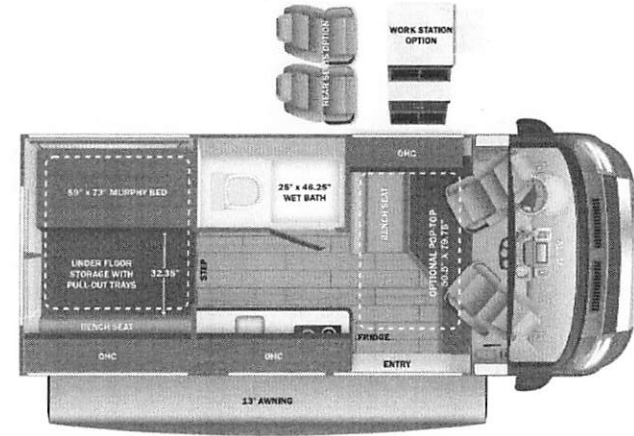 REAR SEATS OPTION
WORK STATION
OPTION
OHC
59" x 73" MURPHY BED
25" x 46.25"
WET BATH
BENCH SEAT
OPTIONAL POP-TOP
50.5" X 79.75"
UNDER FLOOR
STORAGE WITH
PULL-OUT TRAYS
32.35"
STEP
BENCH SEAT
OHC
OHC
FRIDGE
ENTRY
13' AWNING